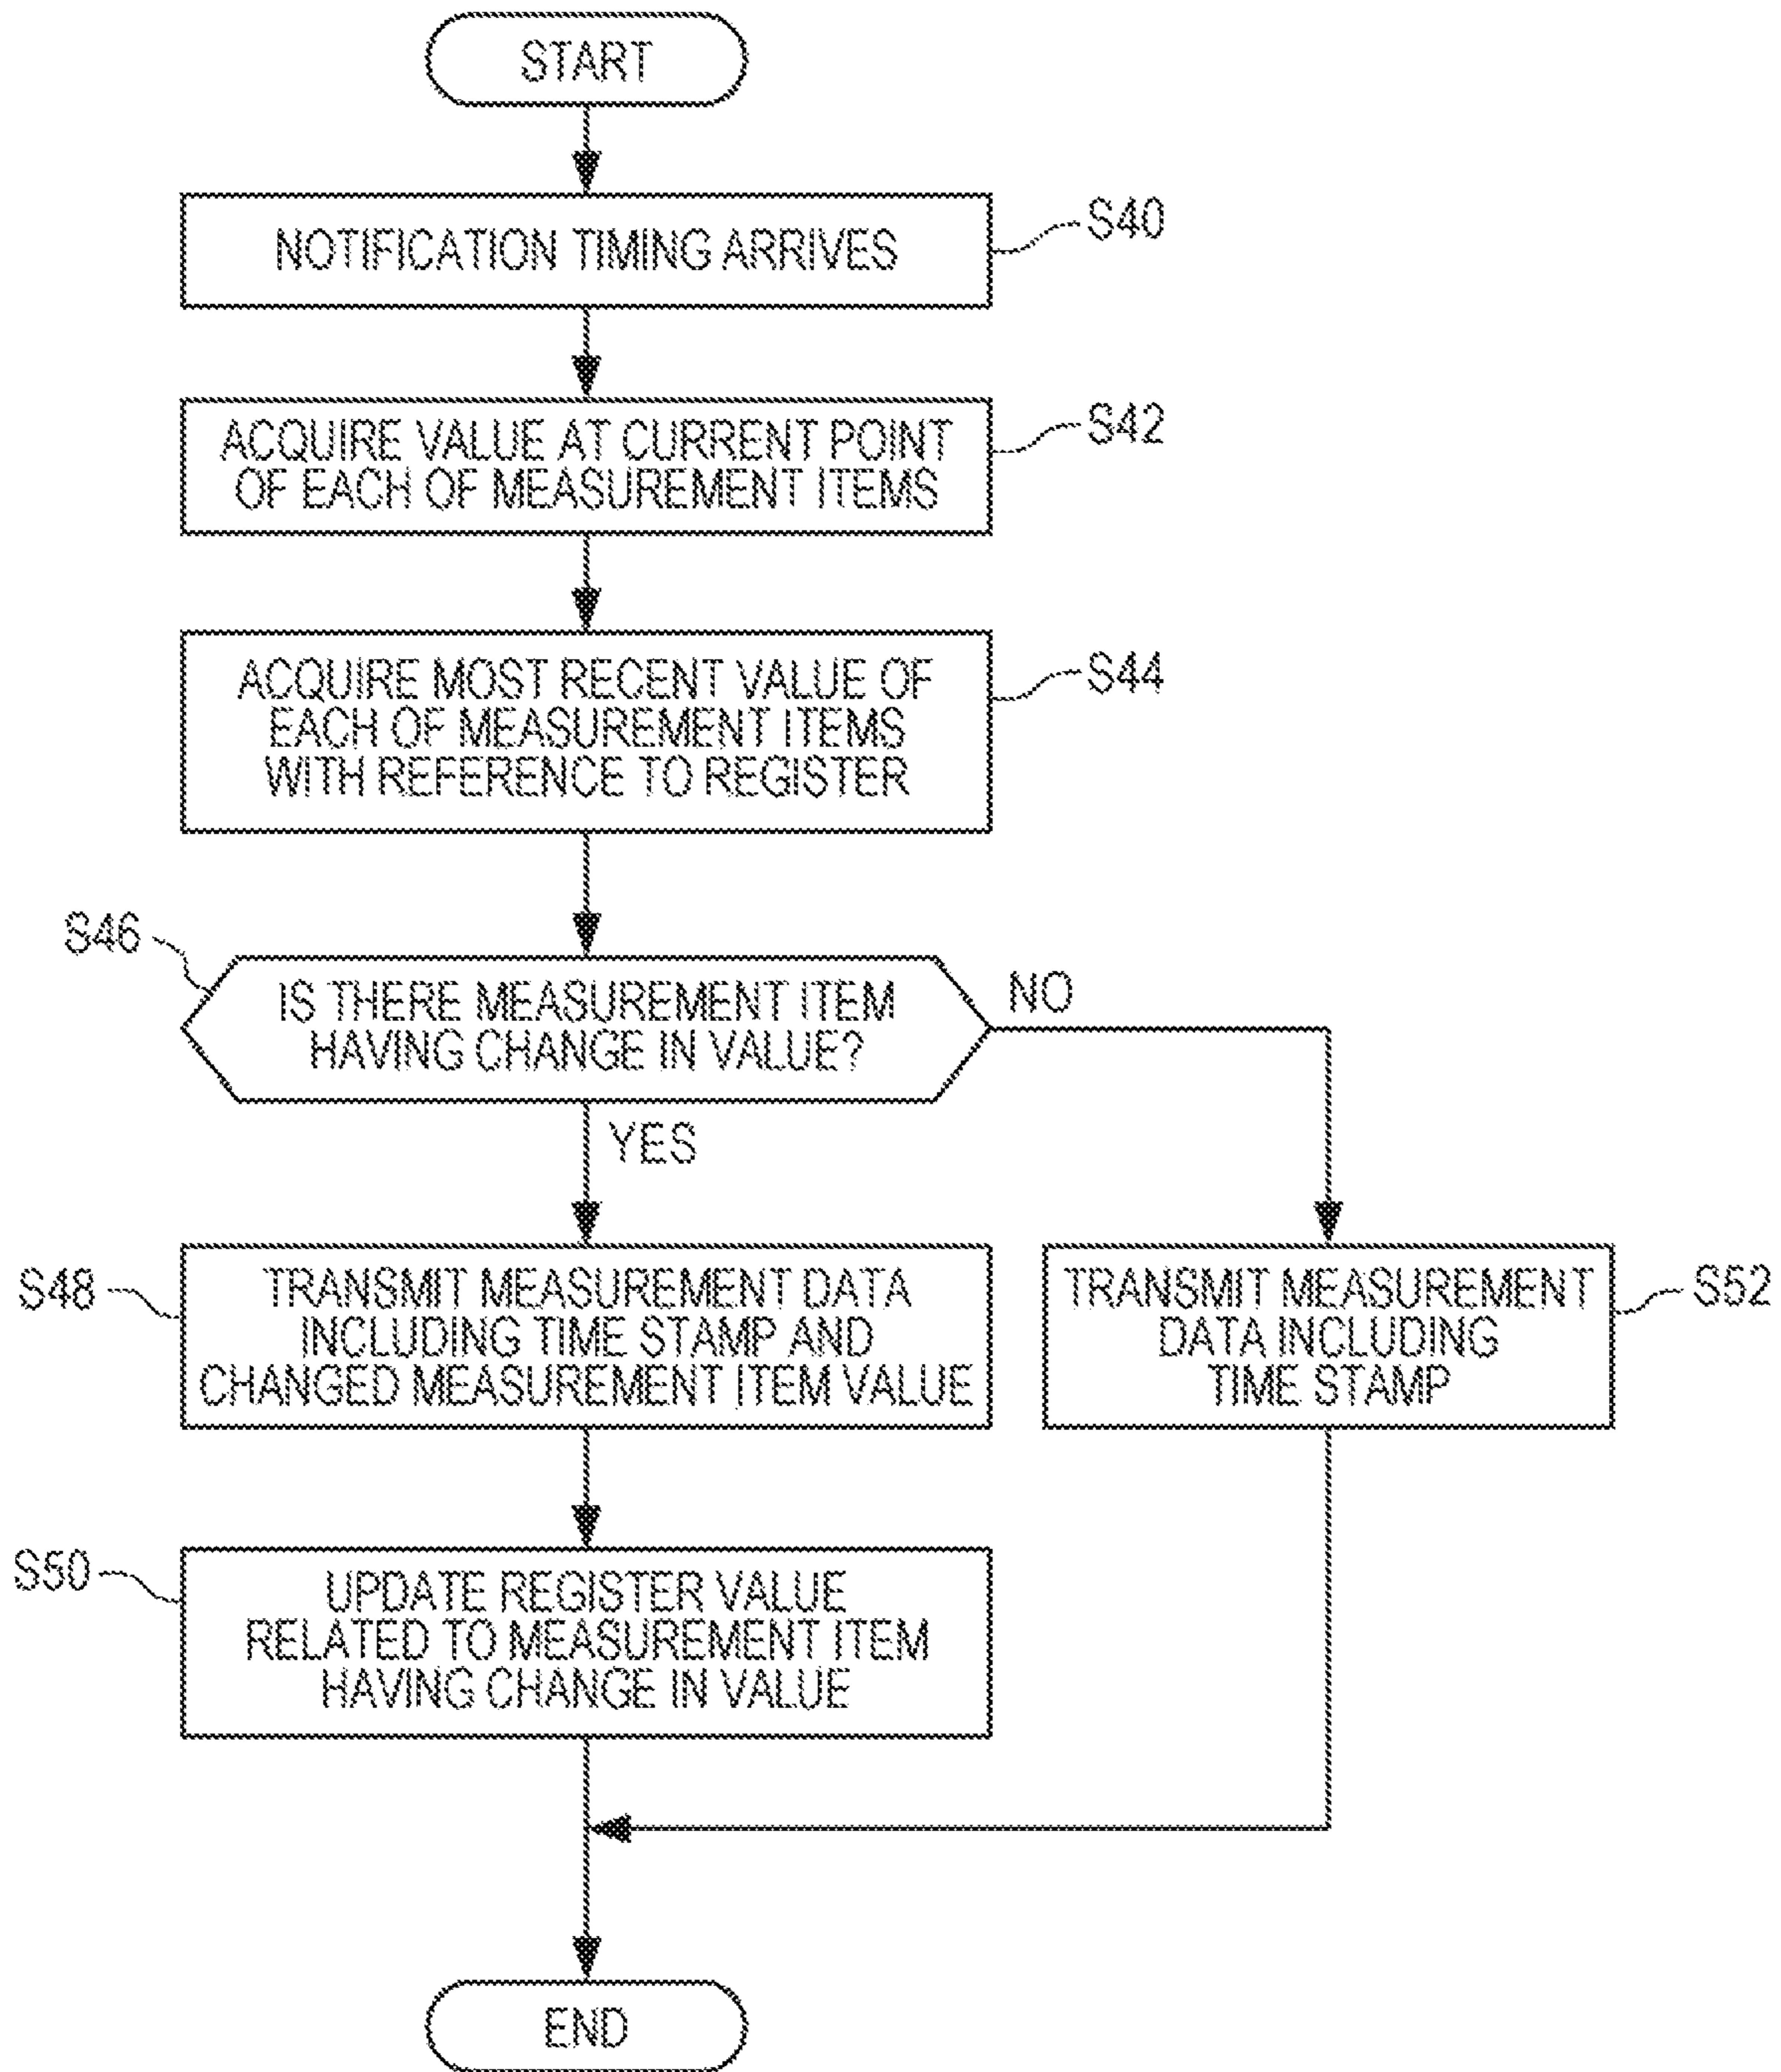 START
NOTIFICATION TIMING ARRIVES
S40
ACQUIRE VALUE AT CURRENT POINT
OF EACH OF MEASUREMENT ITEMS
S42
ACQUIRE MOST RECENT VALUE OF
EACH OF MEASUREMENT ITEMS
WITH REFERENCE TO REGISTER
S44
S46
IS THERE MEASUREMENT ITEM
HAVING CHANGE IN VALUE?
NO
YES
S48
TRANSMIT MEASUREMENT DATA
INCLUDING TIME STAMP AND
CHANGED MEASUREMENT ITEM VALUE
TRANSMIT MEASUREMENT
DATA INCLUDING
TIME STAMP
S52
S50
UPDATE REGISTER VALUE
RELATED TO MEASUREMENT ITEM
HAVING CHANGE IN VALUE
END